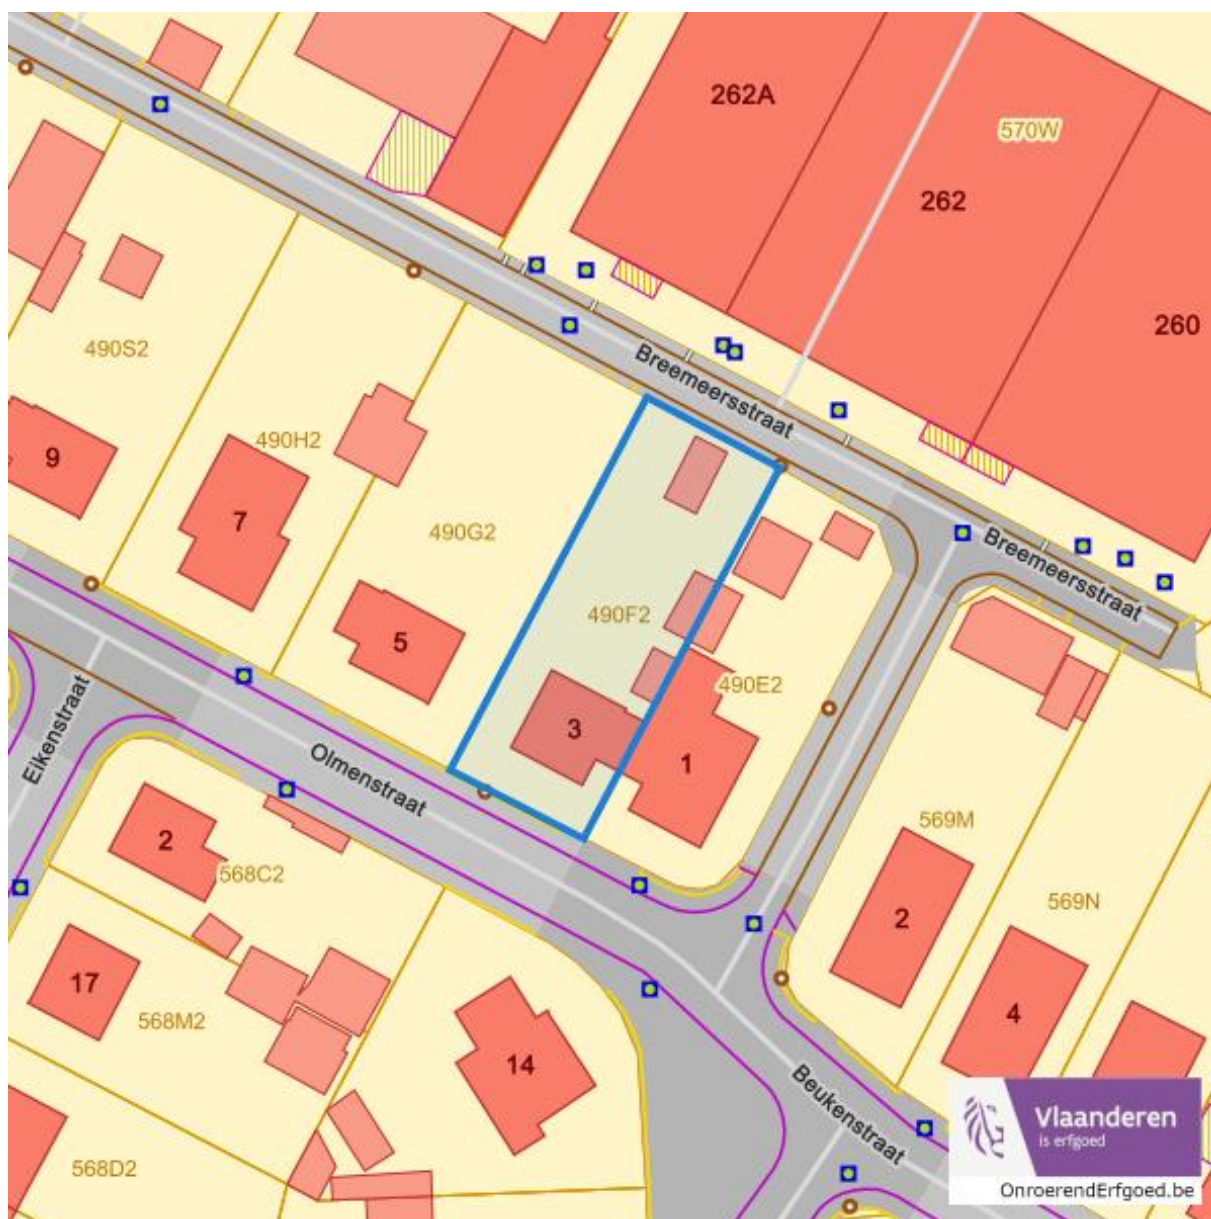 262A
570W
262
260
Breemeersstraat
490S2
490H2
9
7
490G2
Breemeersstraat
5
490F2
490E2
3
1
Eikenstraat
Olmenstraat
2
568C2
569M
569N
2
17
568M2
4
14
Beukenstraat
568D2
Vlaanderen
is erfgoed
OnroerendErfgoed.be